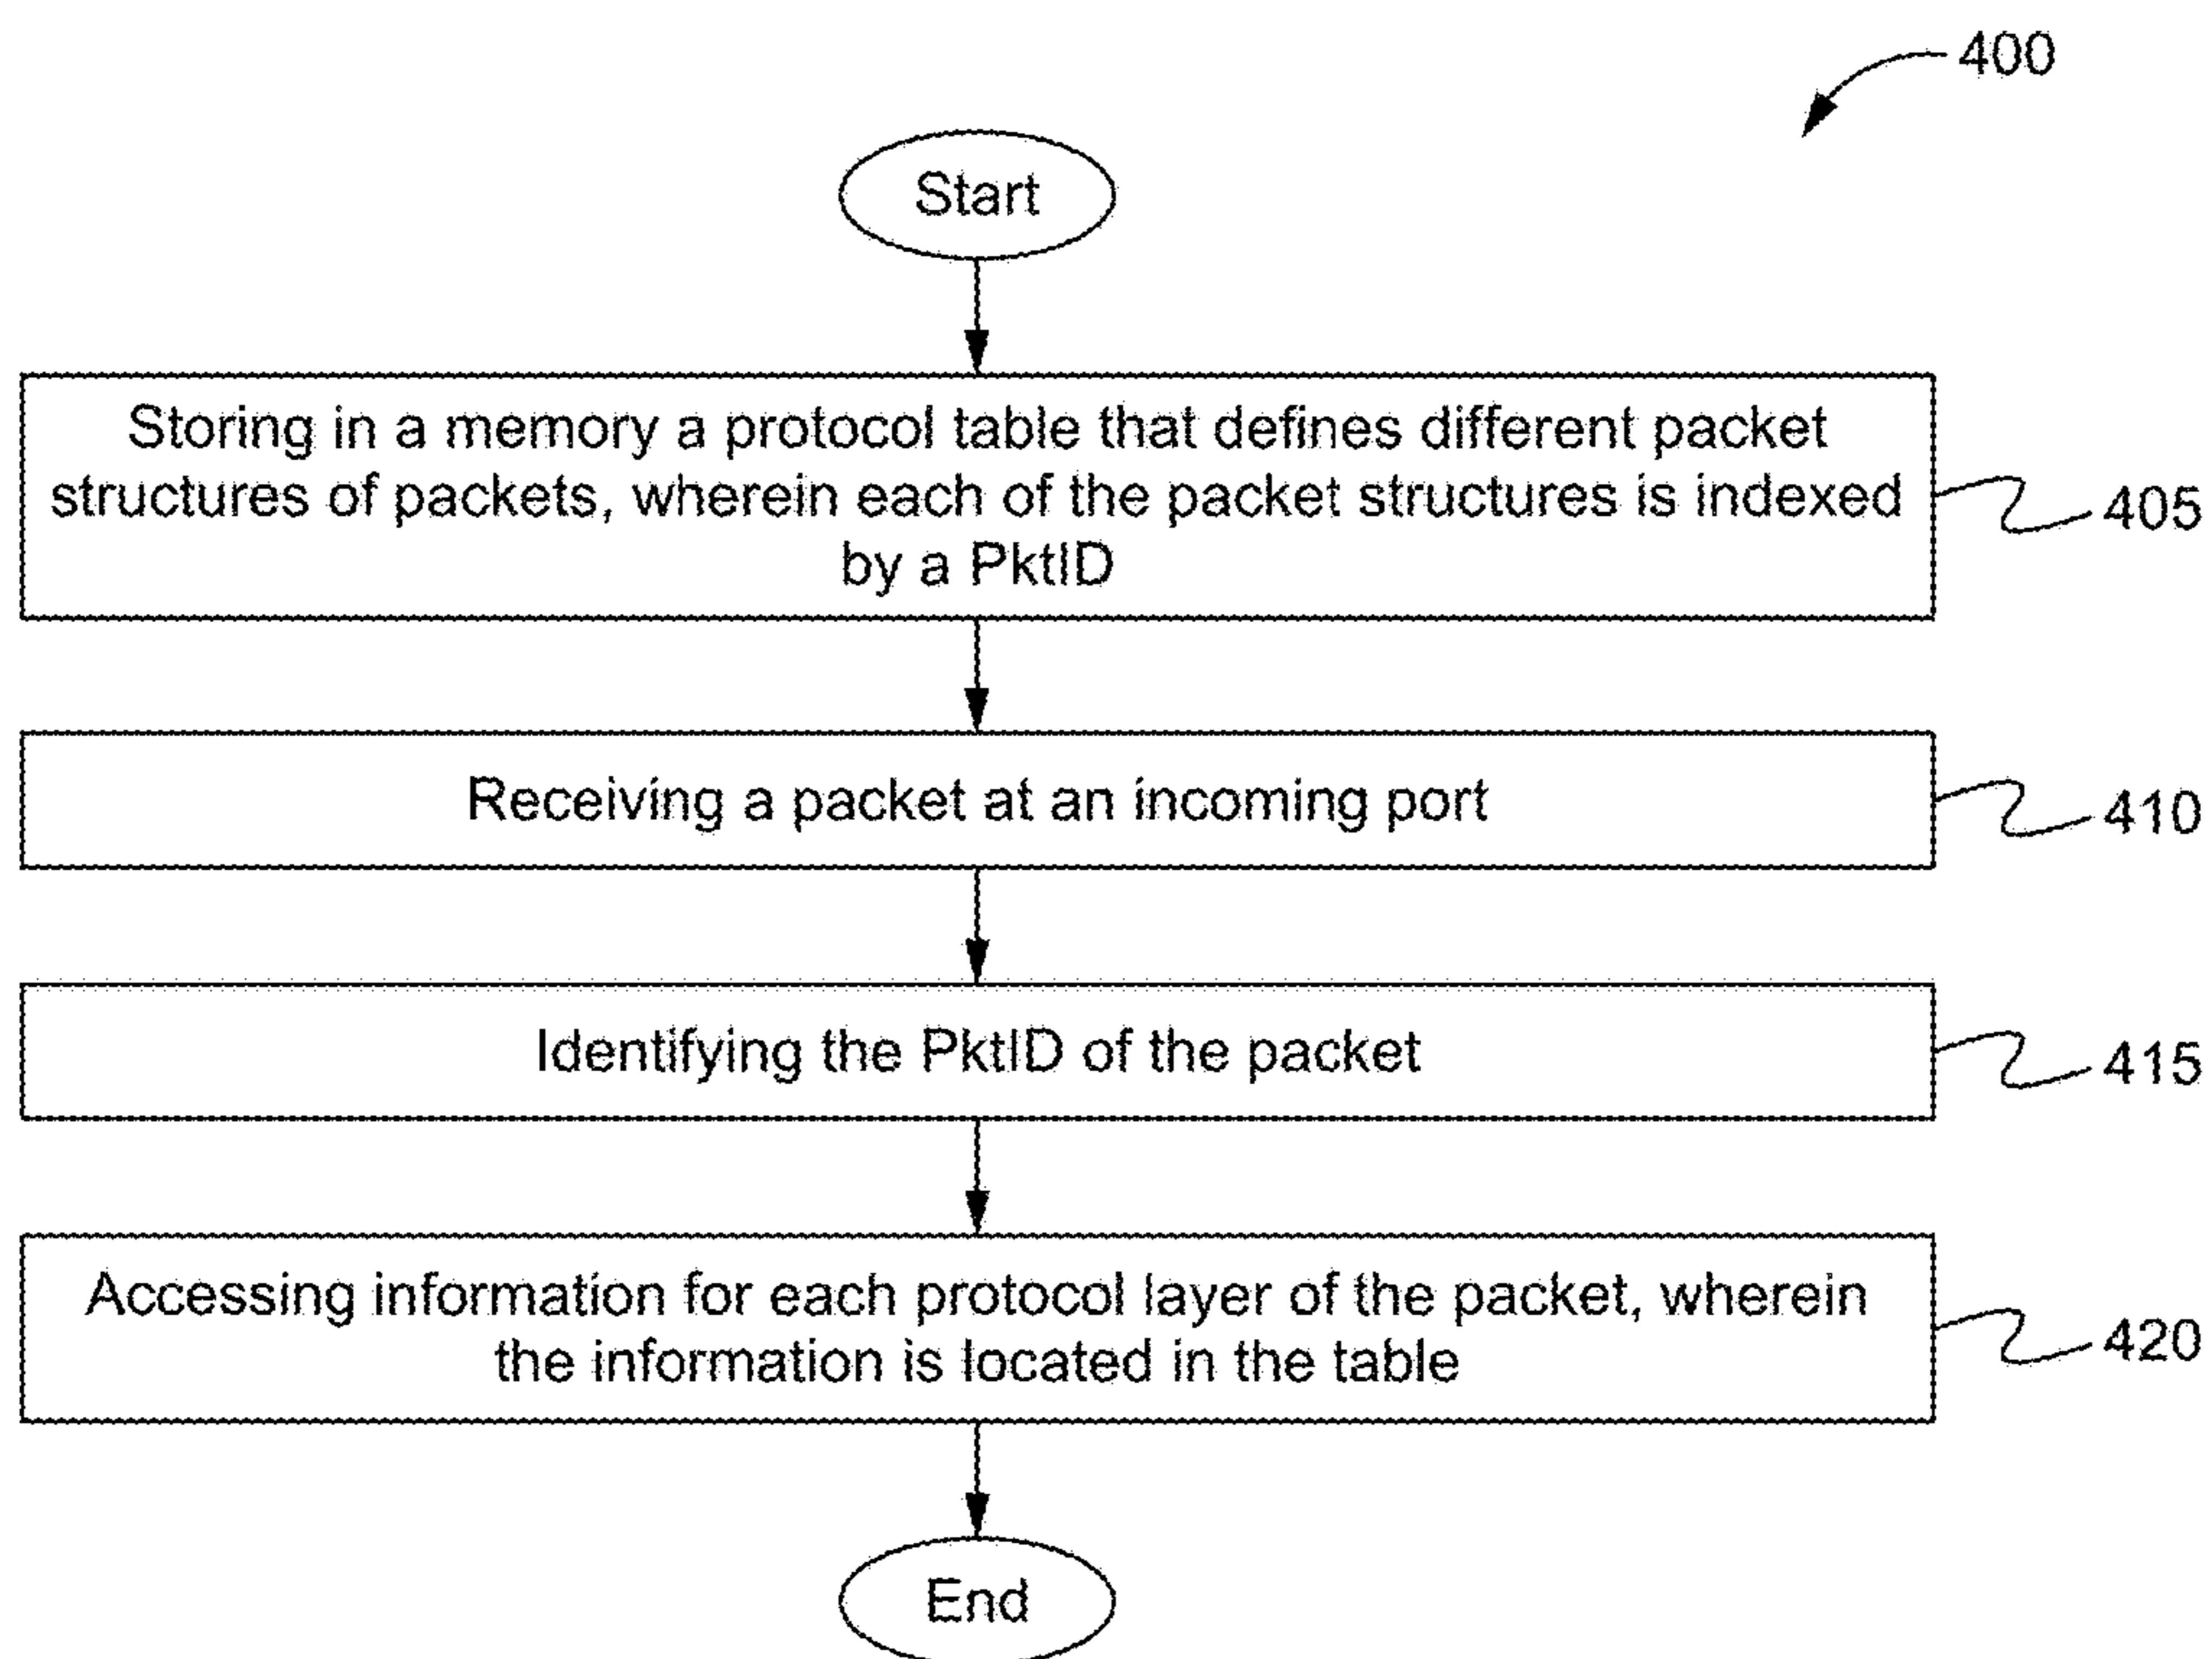 400
Start
Storing in a memory a protocol table that defines different packet
structures of packets, wherein each of the packet structures is indexed
by a PktID
405
Receiving a packet at an incoming port
410
Identifying the PktID of the packet
415
Accessing information for each protocol layer of the packet, wherein
the information is located in the table
420
End